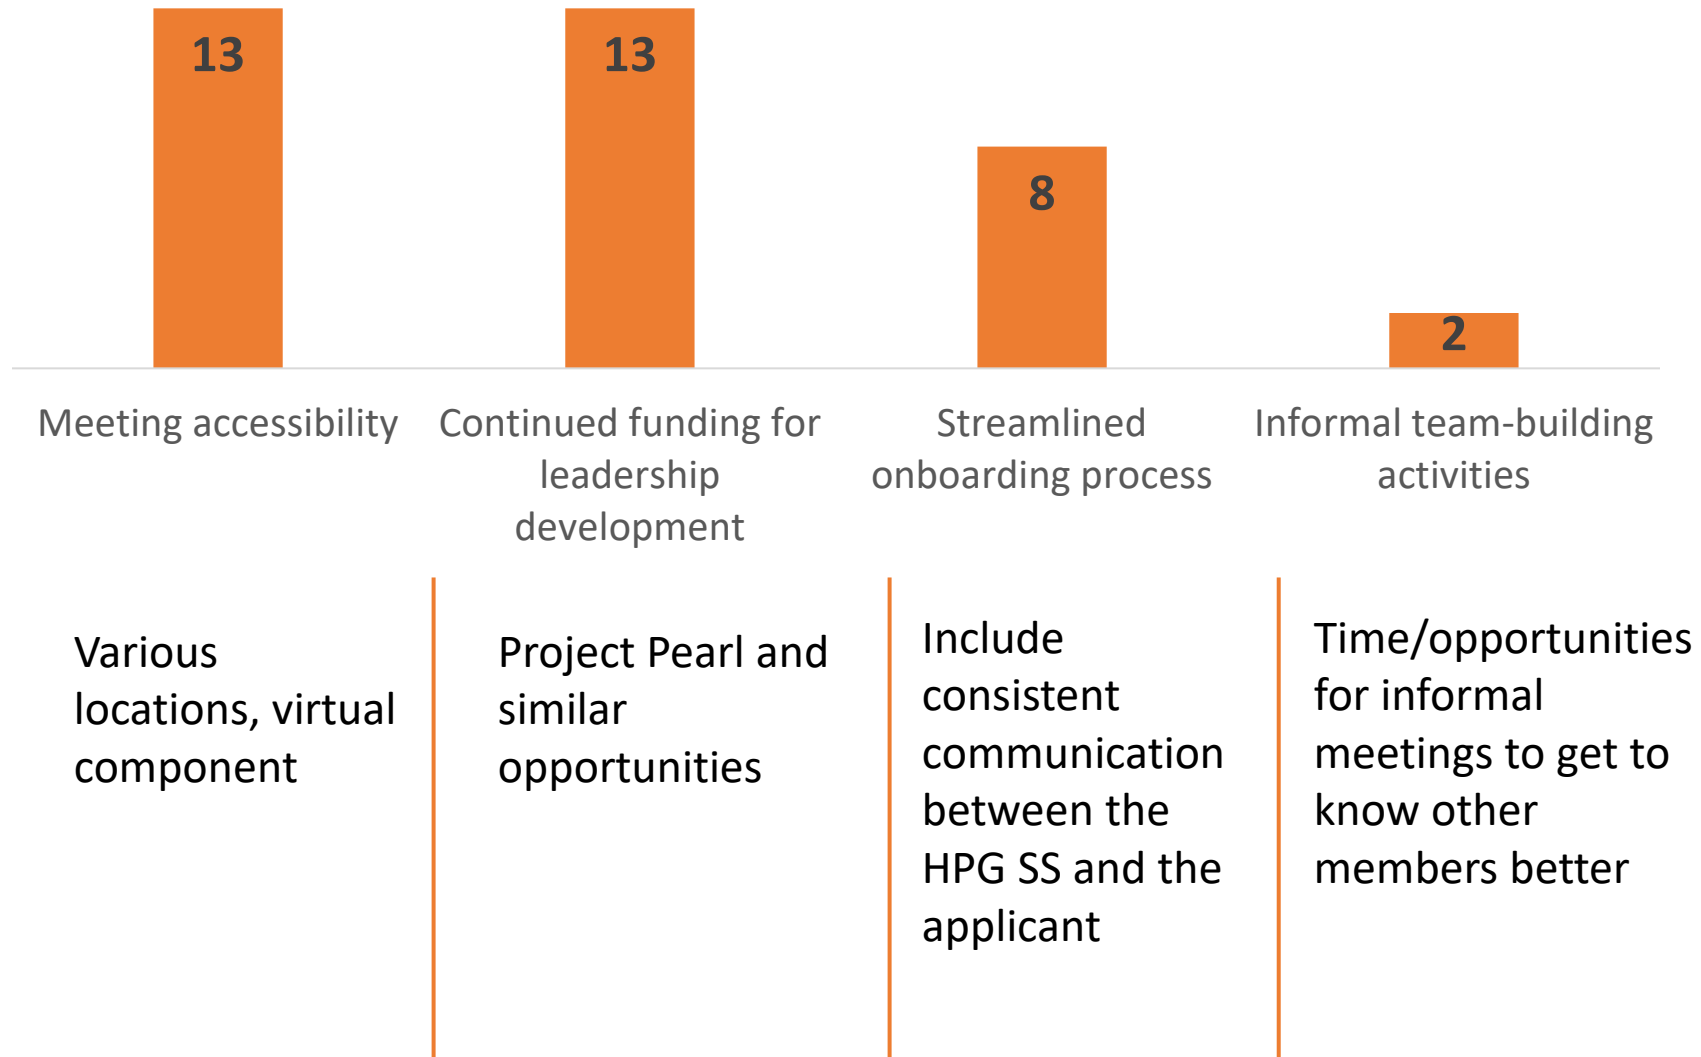 13
13
8
2
Meeting accessibility
Continued funding for
leadership
development
Streamlined
onboarding process
Informal team-building
activities
Various
locations, virtual
component
Project Pearl and
similar
opportunities
Include
consistent
communication
between the
HPG SS and the
applicant
Time/opportunities
for informal
meetings to get to
know other
members better